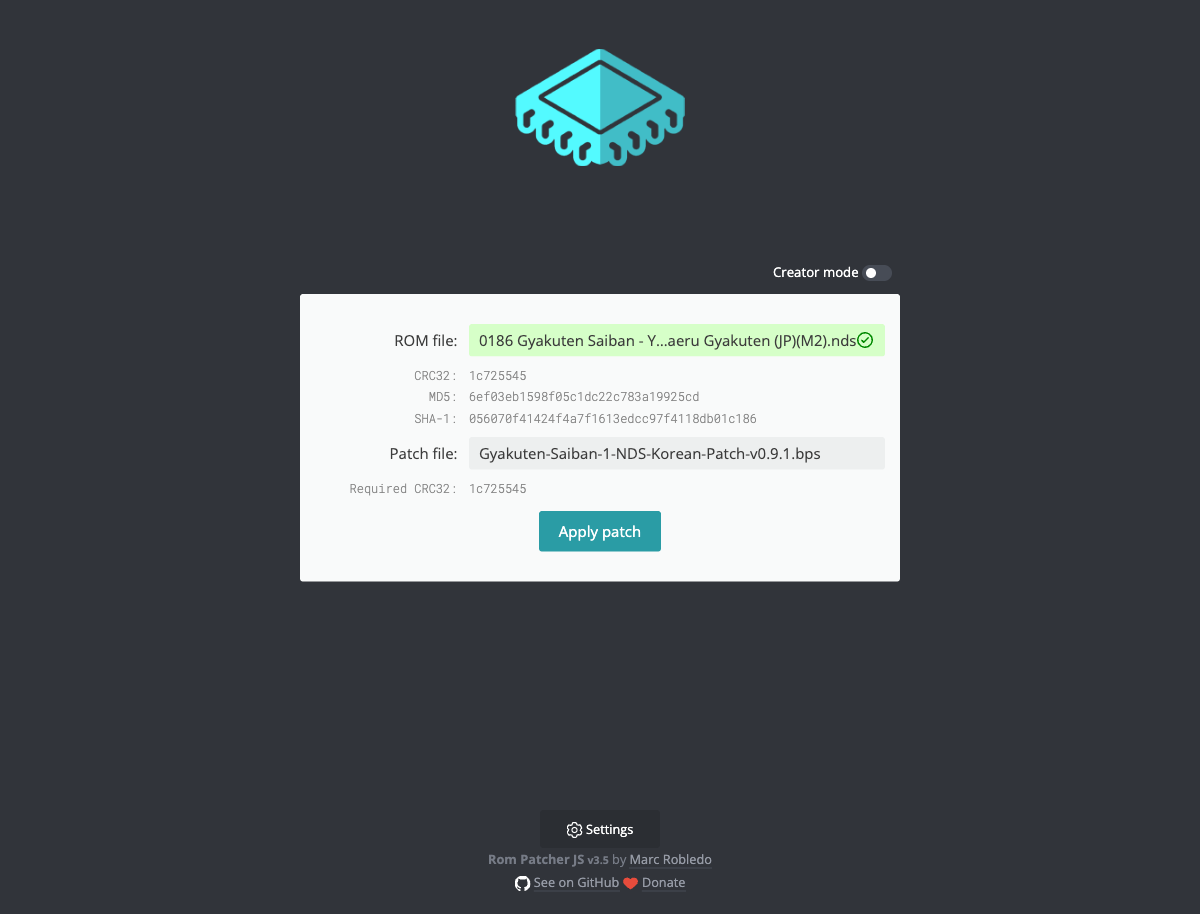 Creator mode
ROM file: 0186 Gyakuten Saiban - Y...aeru Gyakuten (JP)(M2).nds
CRC32: 1c725545
MD5: 6ef03eb1598f05c1dc22c783a19925cd
SHA-1: 056070f41424f4a7f1613edcc97f4118db01c186
Patch file: Gyakuten-Saiban-1-NDS-Korean-Patch-v0.9.1.bps
Required CRC32: 1c725545
Apply patch
Settings
Rom Patcher JS v3.5 by Marc Robledo
See on GitHub Donate